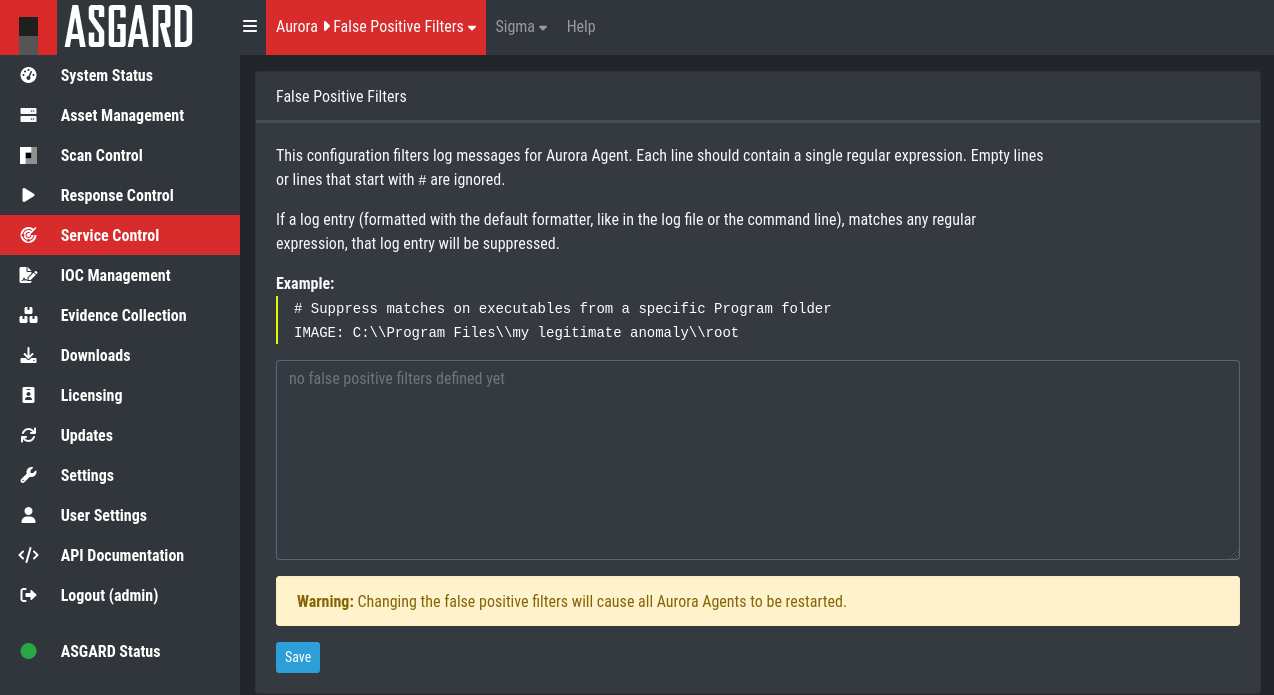 ASGARD
Aurora False Positive Filters Sigma Help
System Status
Asset Management
Scan Control
Response Control
Service Control
IOC Management
Evidence Collection
Downloads
Licensing
Updates
Settings
User Settings
API Documentation
Logout (admin)
ASGARD Status
False Positive Filters
This configuration filters log messages for Aurora Agent. Each line should contain a single regular expression. Empty lines
or lines that start with # are ignored.
If a log entry (formatted with the default formatter, like in the log file or the command line), matches any regular
expression, that log entry will be suppressed.
Example:
# Suppress matches on executables from a specific Program folder
IMAGE: C:\\Program Files\\my legitimate anomaly\\root
no false positive filters defined yet
Warning: Changing the false positive filters will cause all Aurora Agents to be restarted.
Save